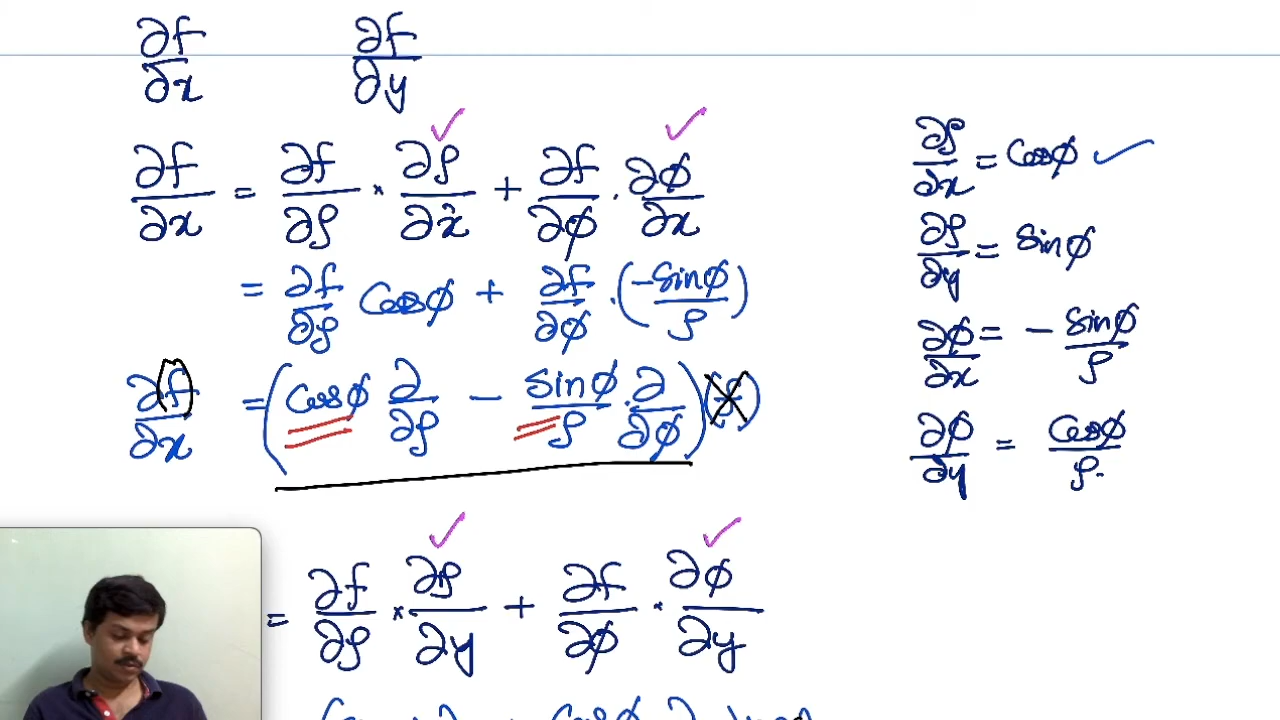 ∂f/∂x ∂f/∂y
∂f/∂x = ∂f/∂ρ × ∂ρ/∂x + ∂f/∂φ · ∂φ/∂x
= ∂f/∂ρ Cosφ + ∂f/∂φ · (-Sinφ/ρ)
∂f/∂x = (Cosφ ∂/∂ρ - Sinφ/ρ · ∂/∂φ) (f)
= ∂f/∂ρ × ∂ρ/∂y + ∂f/∂φ · ∂φ/∂y
∂ρ/∂x = Cosφ ✓
∂ρ/∂y = Sinφ
∂φ/∂x = - Sinφ/ρ
∂φ/∂y = Cosφ/ρ